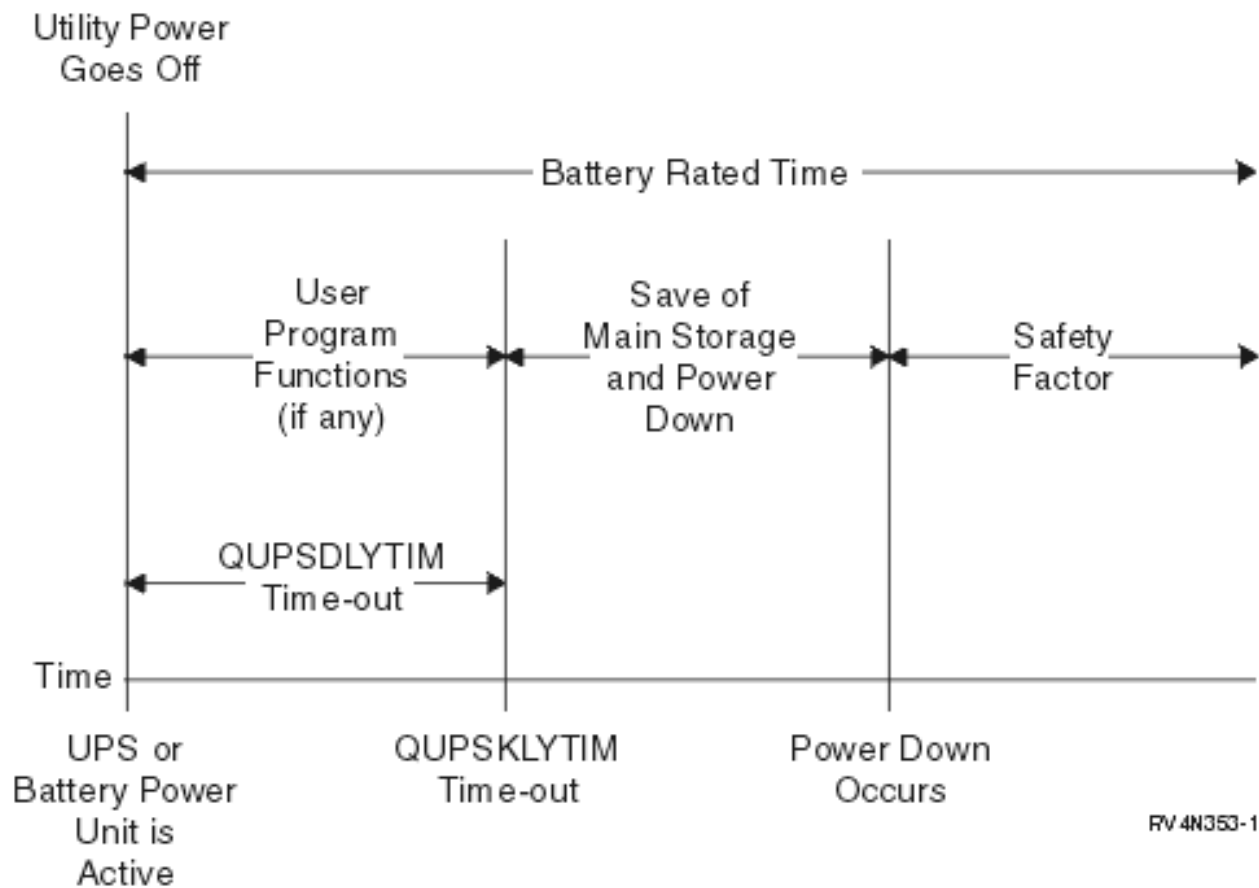 Utility Power
Goes Off
Battery Rated Time
User
Program
Functions
(if any)
Save of
Main Storage
and Power
Down
Safety
Factor
QUPSDLYTIM
Time-out
Time
UPS or
Battery Power
Unit is
Active
QUPSKLYTIM
Time-out
Power Down
Occurs
RV4N353-1